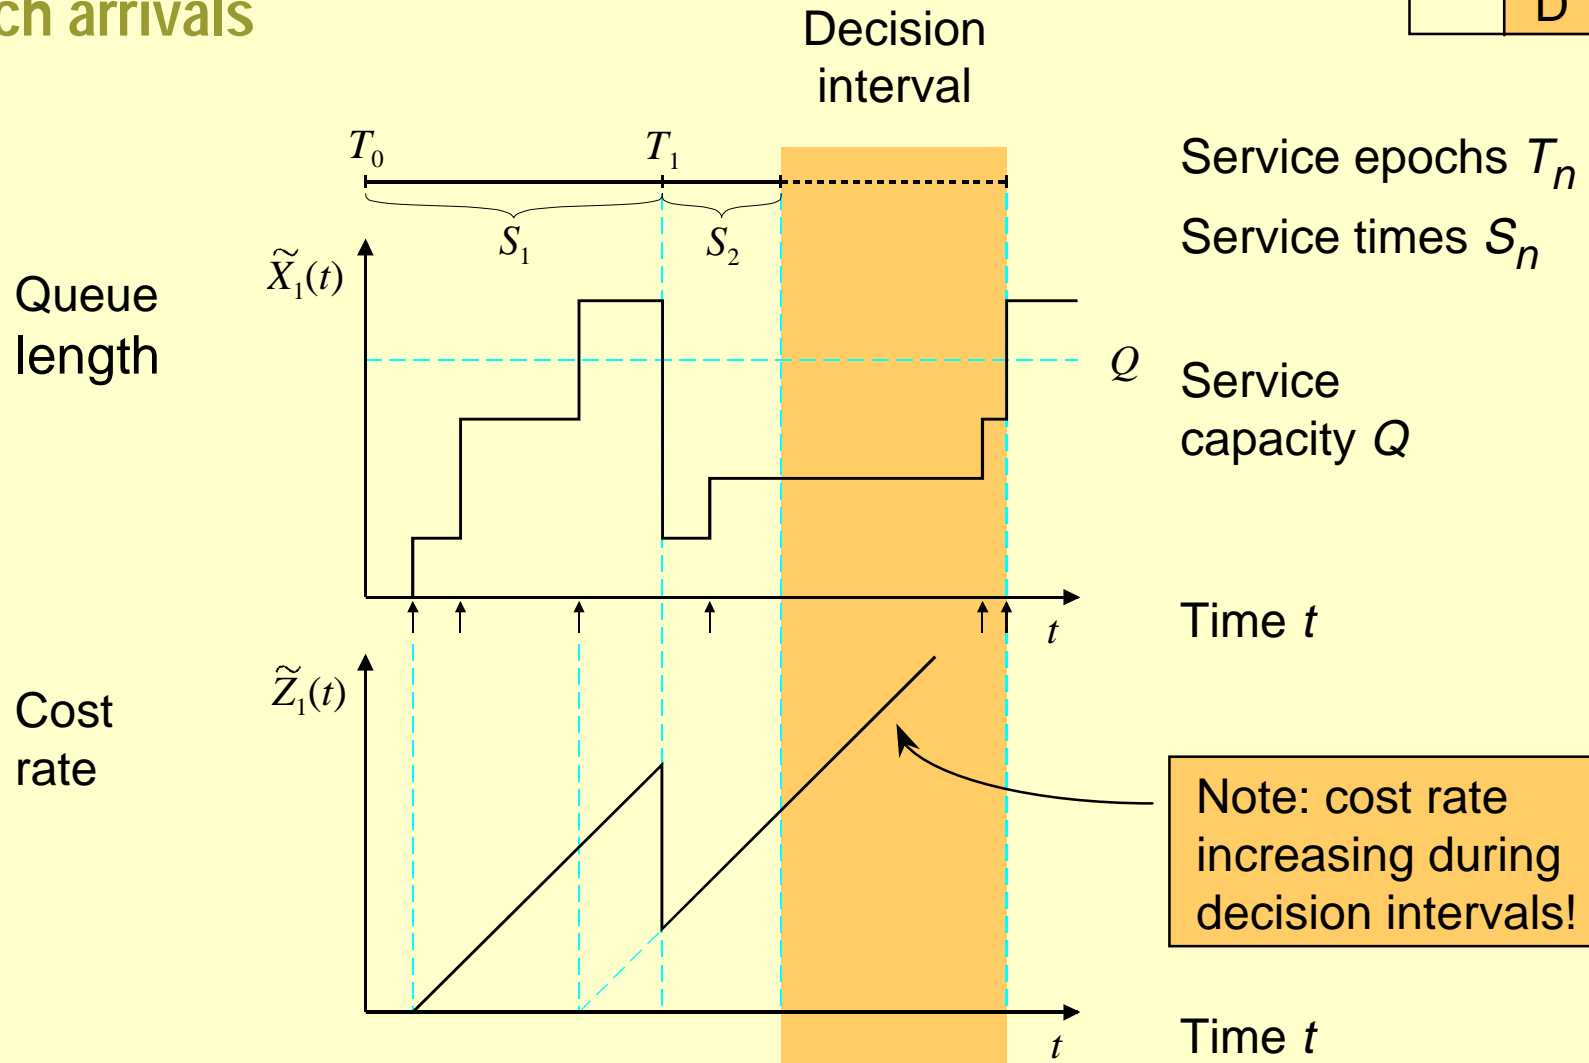 ch arrivals
D
Decision
interval
T₀
T₁
Service epochs Tₙ
S₁
S₂
Service times Sₙ
X̃₁(t)
Queue
length
Q
Service
capacity Q
t
Time t
Z̃₁(t)
Cost
rate
Note: cost rate
increasing during
decision intervals!
t
Time t